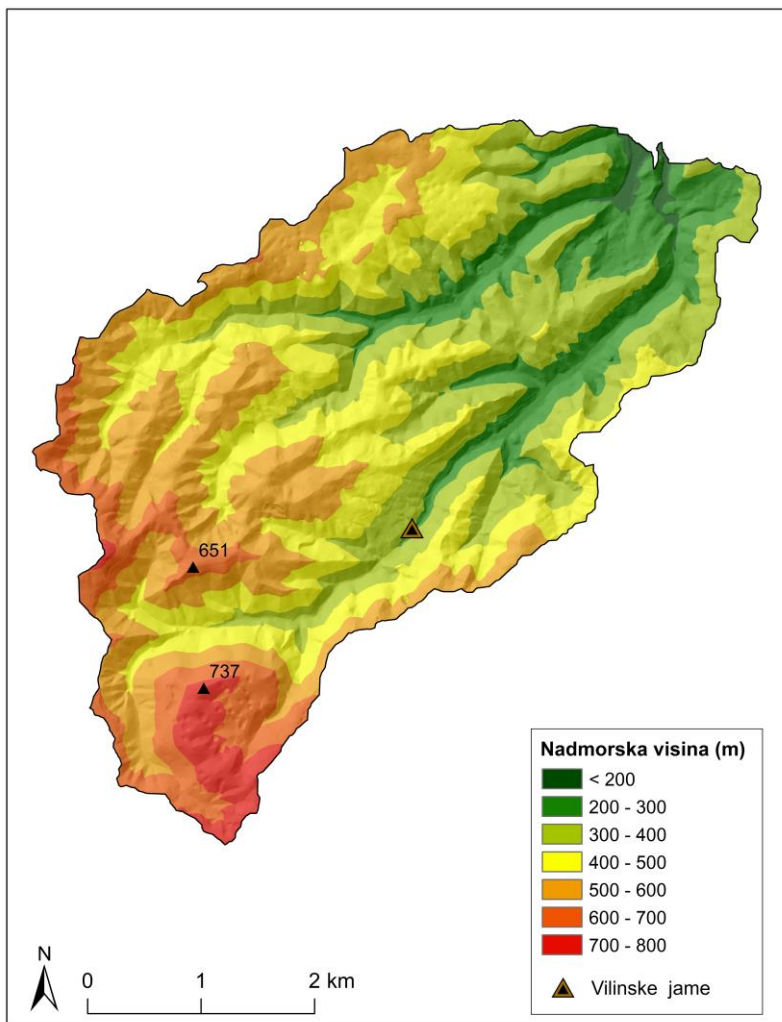 651
737
Nadmorska visina (m)
< 200
200 - 300
300 - 400
400 - 500
500 - 600
600 - 700
700 - 800
Vilinske jame
N
0 1 2 km